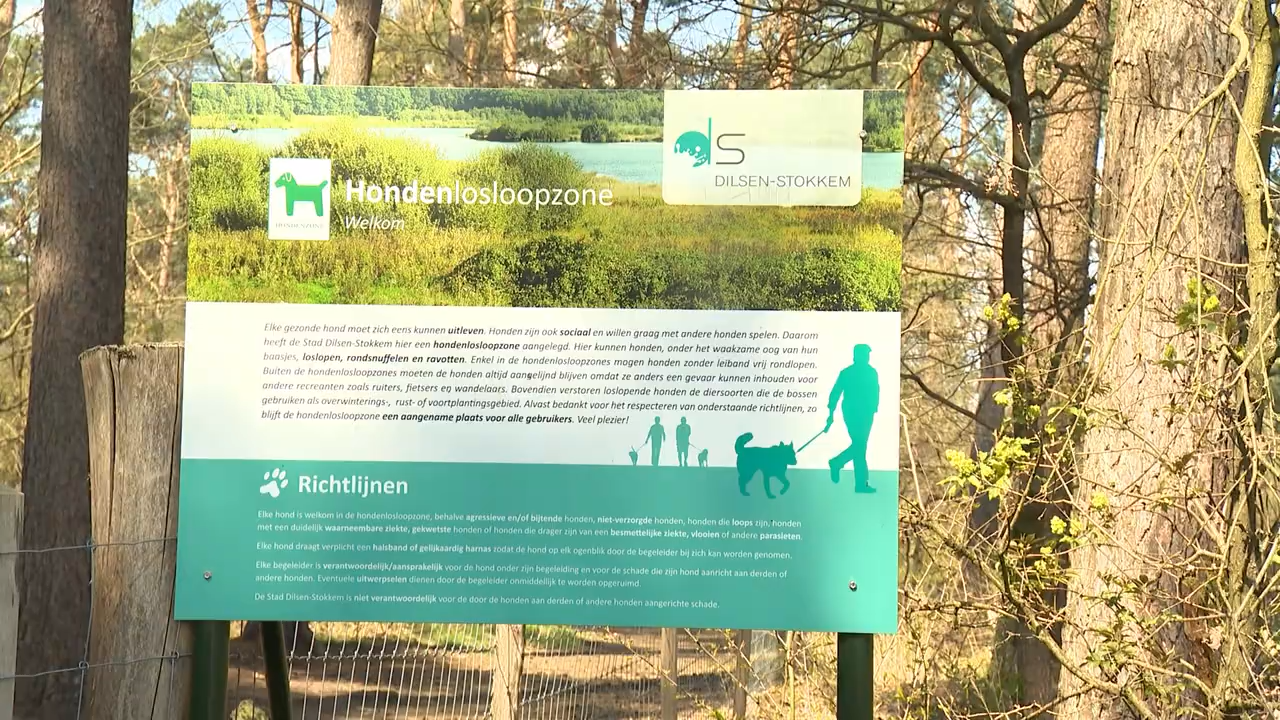 ds
DILSEN-STOKKEM
HONDENZONE
Hondenlosloopzone
Welkom
Elke gezonde hond moet zich eens kunnen uitleven. Honden zijn ook sociaal en willen graag met andere honden spelen. Daarom
heeft de Stad Dilsen-Stokkem hier een hondenlosloopzone aangelegd. Hier kunnen honden, onder het waakzame oog van hun
baasjes, loslopen, rondsnuffelen en ravotten. Enkel in de hondenlosloopzones mogen honden zonder leiband vrij rondlopen.
Buiten de hondenlosloopzones moeten de honden altijd aangelijnd blijven omdat ze anders een gevaar kunnen inhouden voor
andere recreanten zoals ruiters, fietsers en wandelaars. Bovendien verstoren loslopende honden de diersoorten die de bossen
gebruiken als overwinterings-, rust- of voortplantingsgebied. Alvast bedankt voor het respecteren van onderstaande richtlijnen, zo
blijft de hondenlosloopzone een aangename plaats voor alle gebruikers. Veel plezier!
Richtlijnen
Elke hond is welkom in de hondenlosloopzone, behalve agressieve en/of bijtende honden, niet-verzorgde honden, honden die loops zijn, honden
met een duidelijk waarneembare ziekte, gekwetste honden of honden die drager zijn van een besmettelijke ziekte, vlooien of andere parasieten.
Elke hond draagt verplicht een halsband of gelijkaardig harnas zodat de hond op elk ogenblik door de begeleider bij zich kan worden genomen.
Elke begeleider is verantwoordelijk/aansprakelijk voor de hond onder zijn begeleiding en voor de schade die zijn hond aanricht aan derden of
andere honden. Eventuele uitwerpselen dienen door de begeleider onmiddellijk te worden opgeruimd.
De Stad Dilsen-Stokkem is niet verantwoordelijk voor de door de honden aan derden of andere honden aangerichte schade.